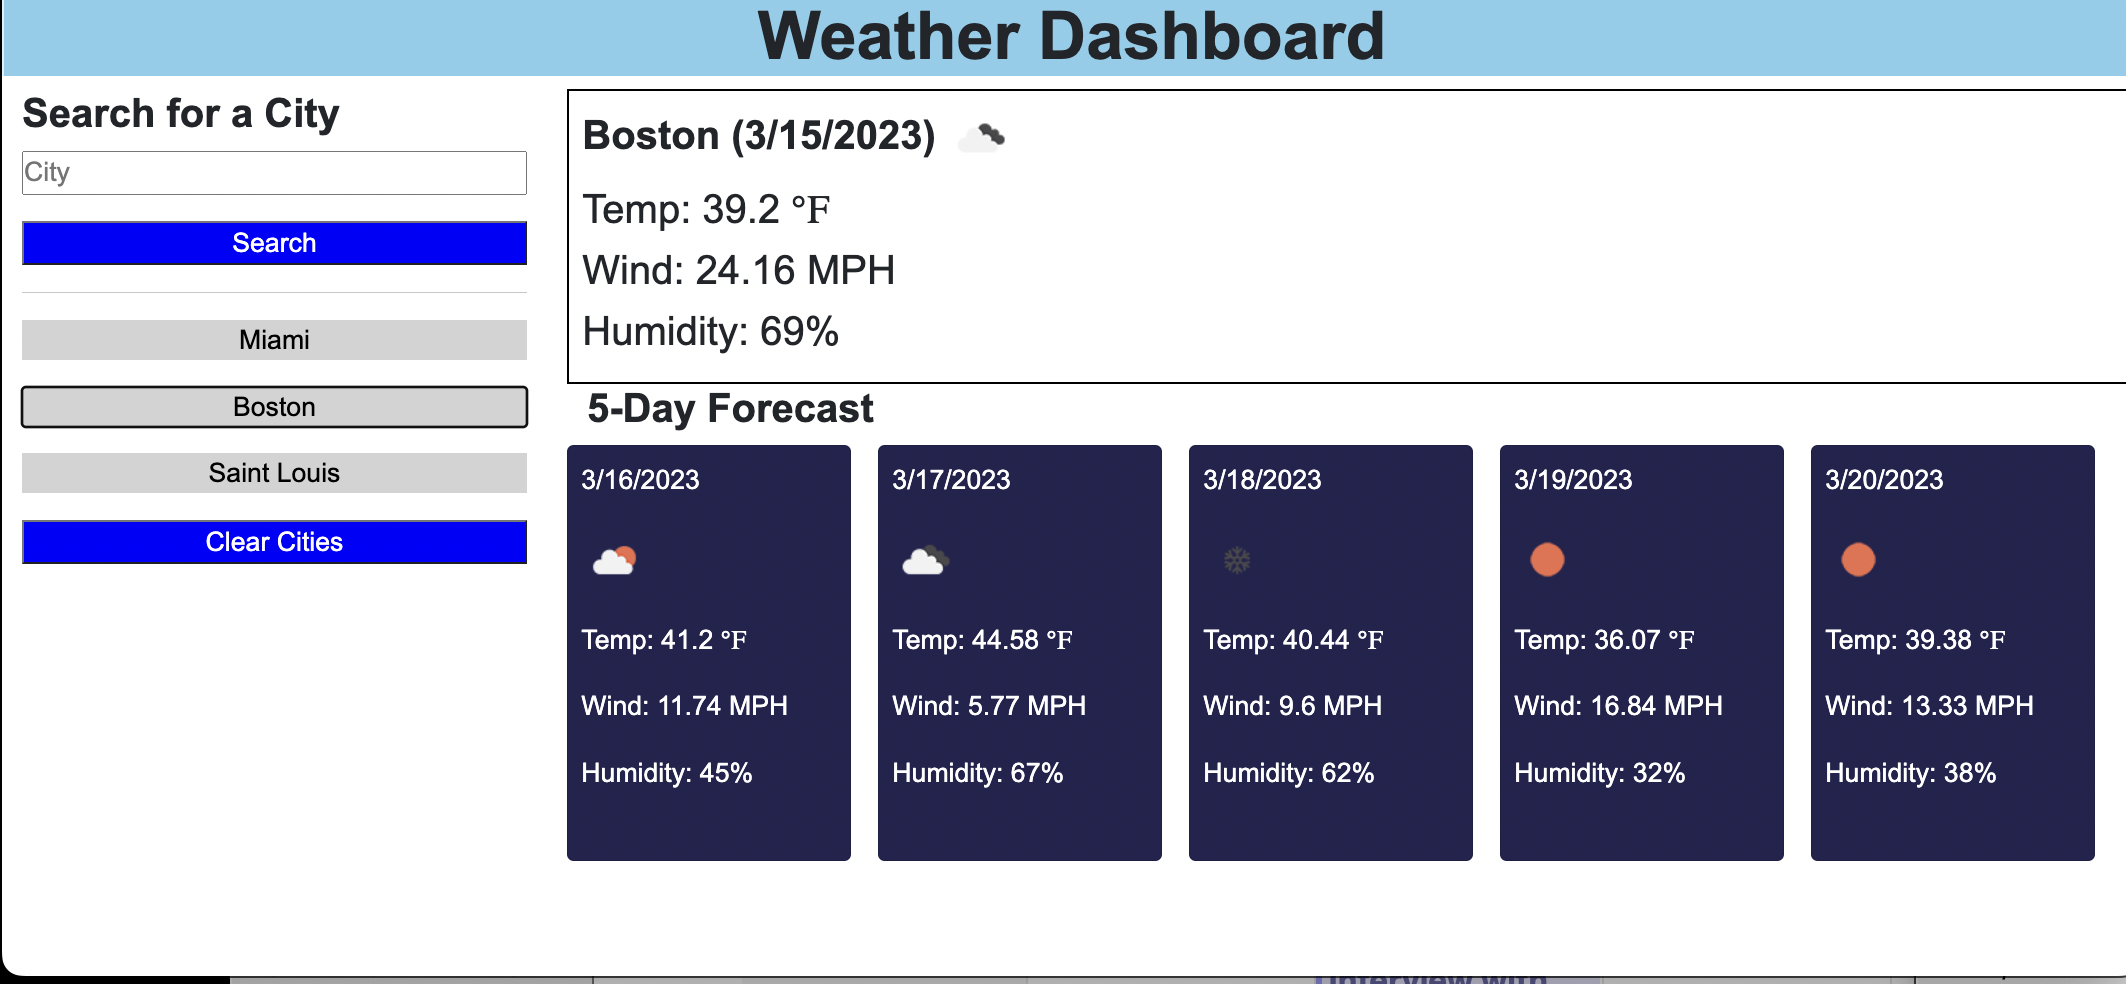 Weather Dashboard
Search for a City
City
Search
Miami
Boston
Saint Louis
Clear Cities
Boston (3/15/2023)
Temp: 39.2 °F
Wind: 24.16 MPH
Humidity: 69%
5-Day Forecast
3/16/2023
Temp: 41.2 °F
Wind: 11.74 MPH
Humidity: 45%
3/17/2023
Temp: 44.58 °F
Wind: 5.77 MPH
Humidity: 67%
3/18/2023
Temp: 40.44 °F
Wind: 9.6 MPH
Humidity: 62%
3/19/2023
Temp: 36.07 °F
Wind: 16.84 MPH
Humidity: 32%
3/20/2023
Temp: 39.38 °F
Wind: 13.33 MPH
Humidity: 38%
Interview with